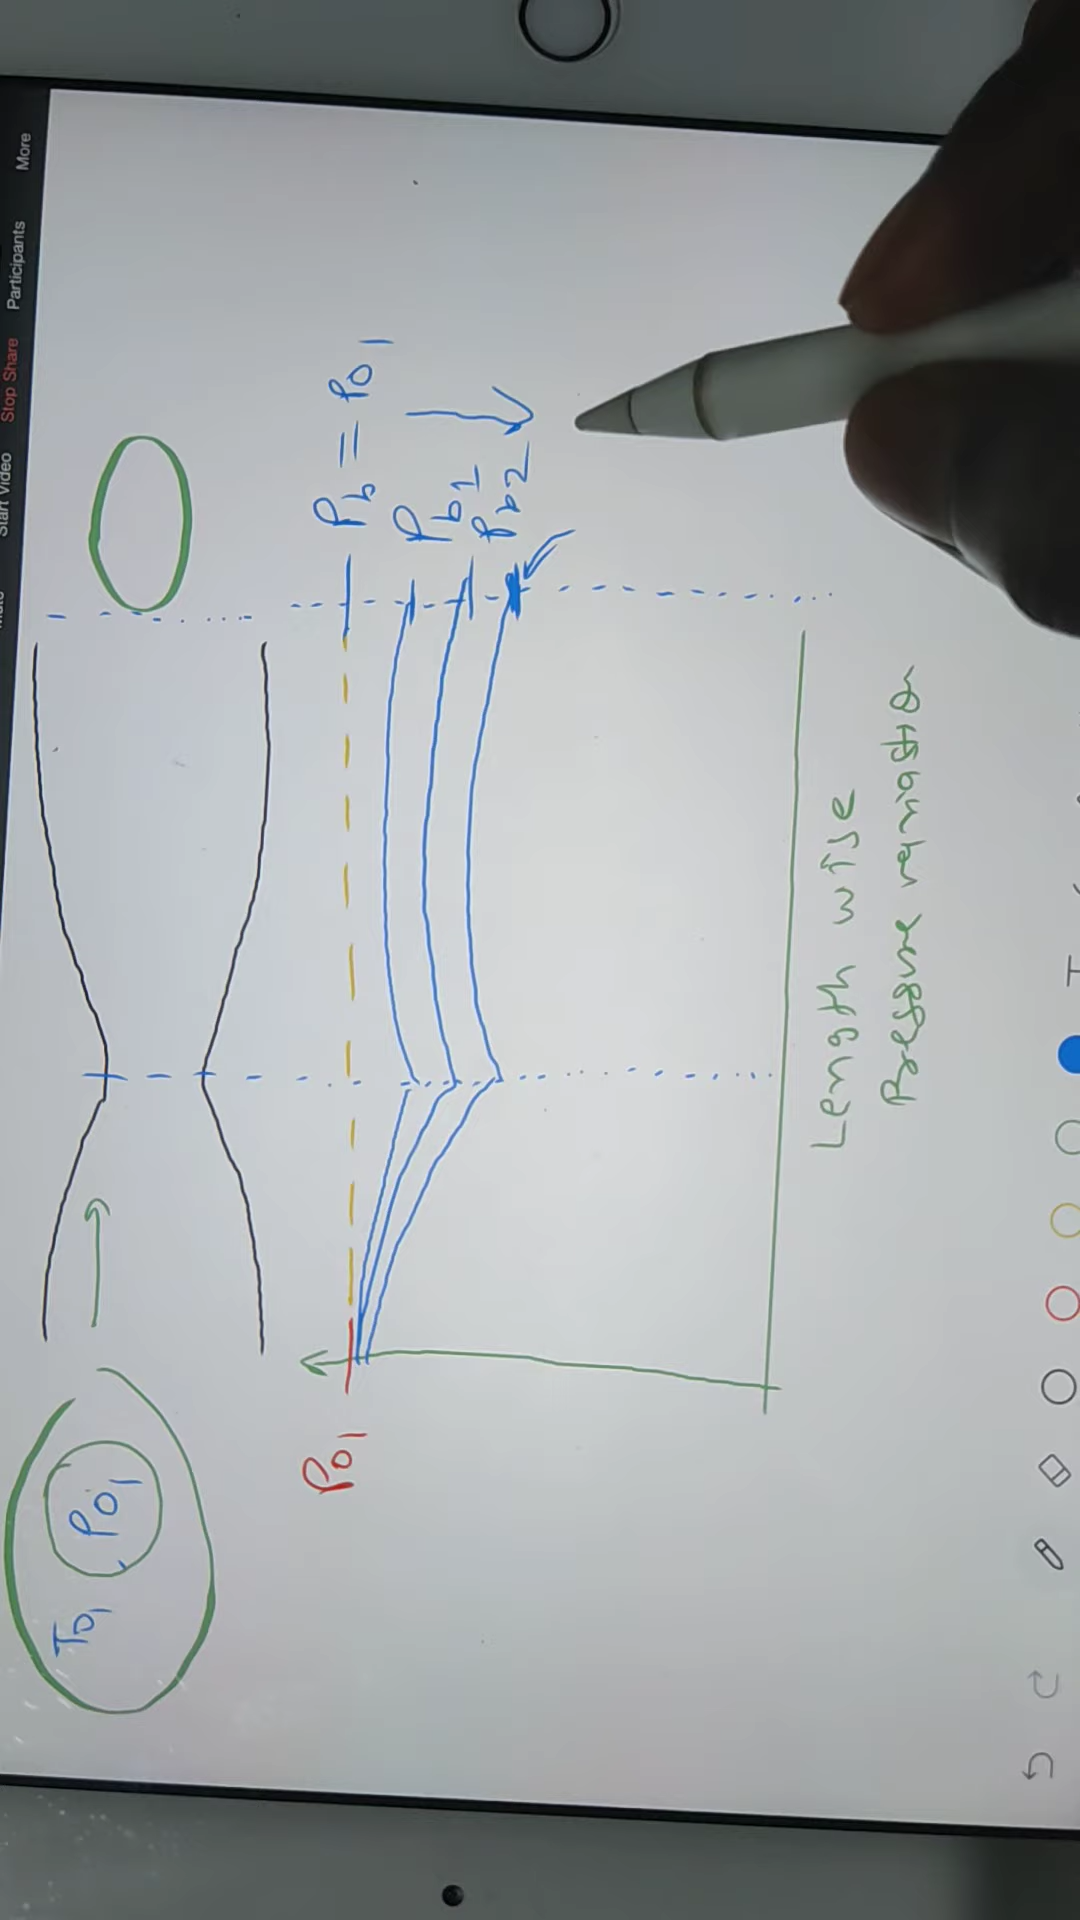 Start Video
Stop Share
Participants
More
T01 P01
P01
Pb = P01
Pb1
Pb2
Length wise
Pressure variation
T